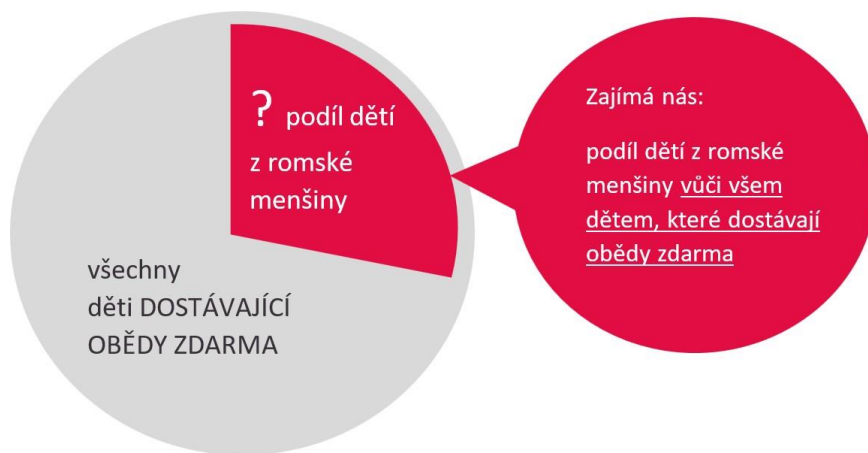 ? podíl dětí
z romské
menšiny
všechny
děti DOSTÁVAJÍCÍ
OBĚDY ZDARMA
Zajímá nás:
podíl dětí z romské
menšiny vůči všem
dětem, které dostávají
obědy zdarma